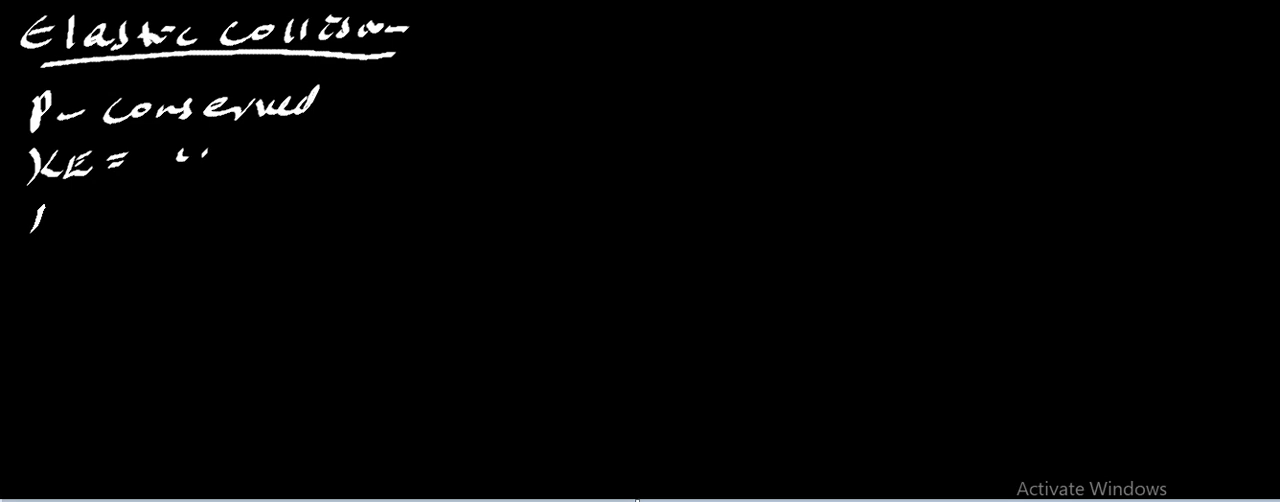 Elastic collision
P - conserved
KE = "
Activate Windows